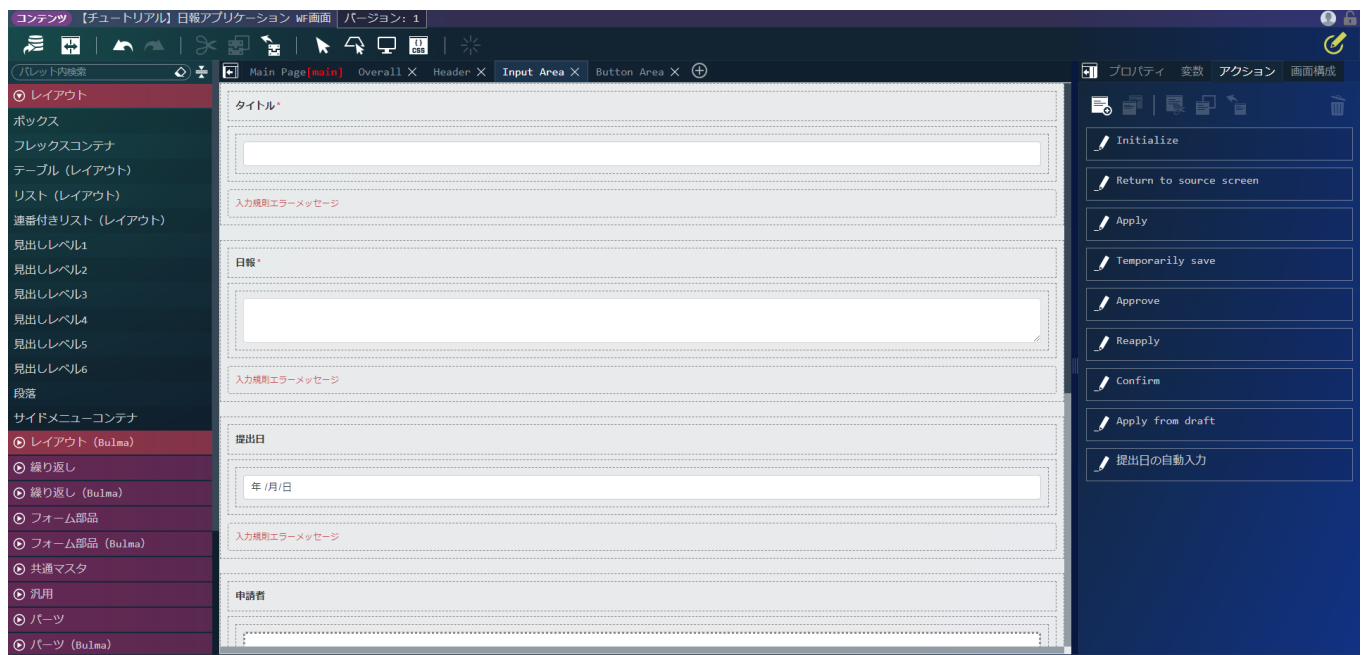 コンテンツ 【チュートリアル】日報アプリケーション WF画面 バージョン: 1
CSS
パレット内検索
Main Page[main] Overall Header Input Area Button Area
プロパティ 変数 アクション 画面構成
レイアウト
ボックス
フレックスコンテナ
テーブル（レイアウト）
リスト（レイアウト）
連番付きリスト（レイアウト）
見出しレベル1
見出しレベル2
見出しレベル3
見出しレベル4
見出しレベル5
見出しレベル6
段落
サイドメニューコンテナ
レイアウト（Bulma）
繰り返し
繰り返し（Bulma）
フォーム部品
フォーム部品（Bulma）
共通マスタ
汎用
パーツ
パーツ（Bulma）
タイトル*
入力規則エラーメッセージ
日報*
入力規則エラーメッセージ
提出日
年 /月/日
入力規則エラーメッセージ
申請者
Initialize
Return to source screen
Apply
Temporarily save
Approve
Reapply
Confirm
Apply from draft
提出日の自動入力